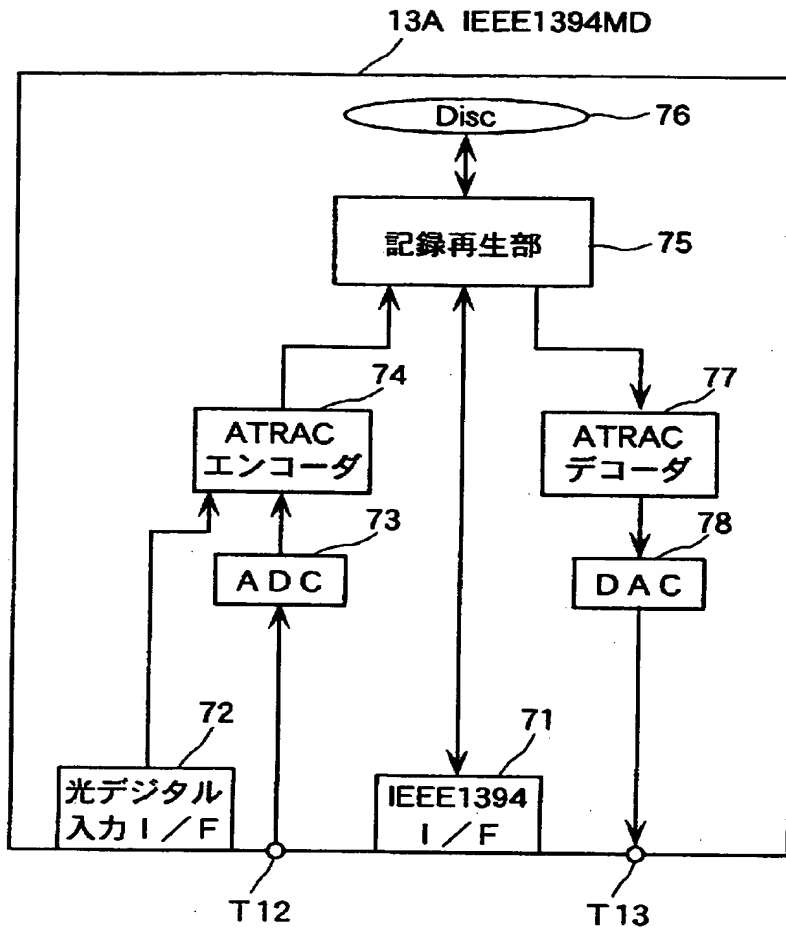 13A IEEE1394MD
Disc
76
記録再生部
75
74
ATRAC
エンコーダ
77
ATRAC
デコーダ
73
ADC
78
DAC
72
光デジタル
入力I/F
71
IEEE1394
I/F
T12
T13